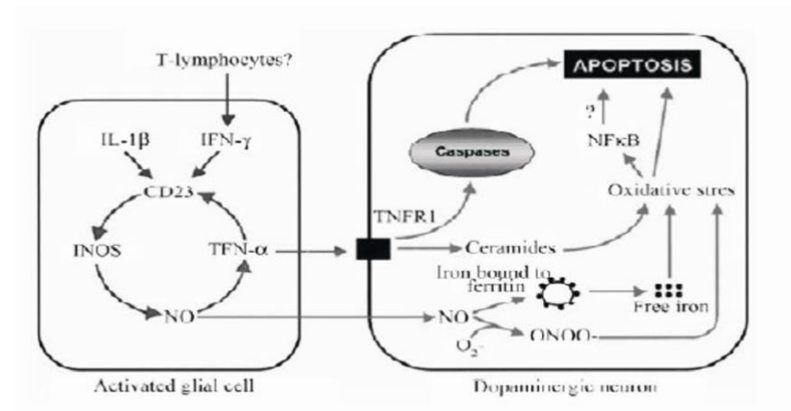 T-lymphocytes?
APOPTOSIS
?
IL-1β
IFN-γ
NFκB
Caspases
CD23
Oxidative stres
TNFR1
INOS
TFN-α
Ceramides
Iron bound to
ferritin
Free iron
NO
NO
O₂-
ONOO-
Activated glial cell
Dopaminergic neuron